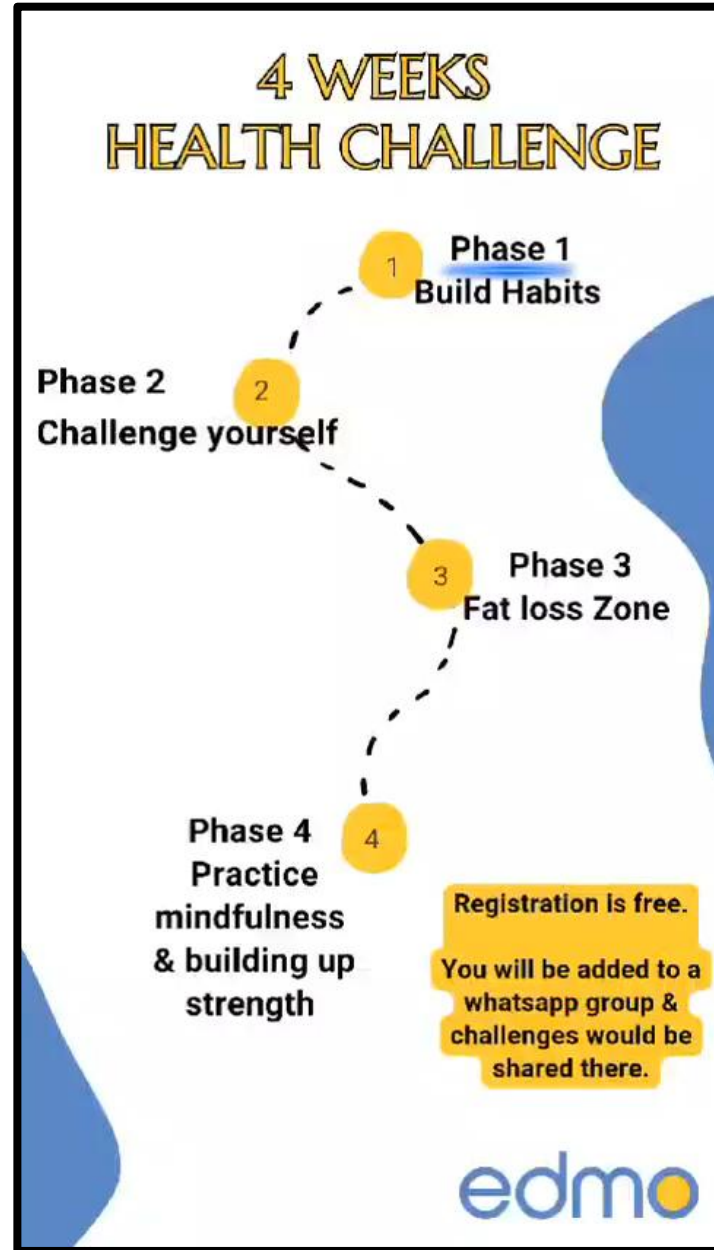 4 WEEKS
HEALTH CHALLENGE
1
Phase 1
Build Habits
Phase 2
2
Challenge yourself
3
Phase 3
Fat loss Zone
Phase 4
4
Practice
mindfulness
& building up
strength
Registration is free.
You will be added to a
whatsapp group &
challenges would be
shared there.
edmo